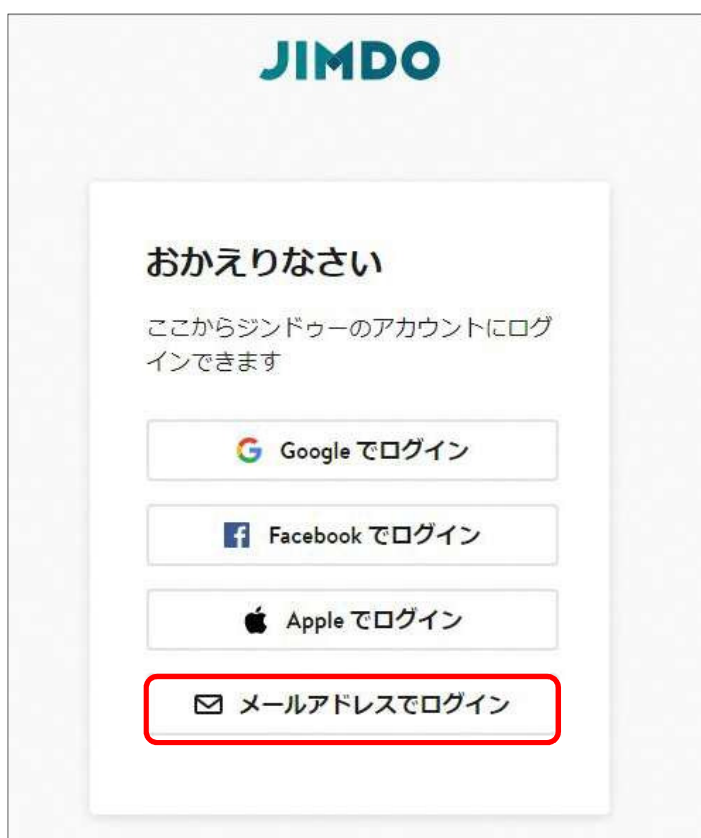 JIMDO
おかえりなさい
ここからジンドゥーのアカウントにログ
インできます
Google でログイン
Facebook でログイン
Apple でログイン
メールアドレスでログイン